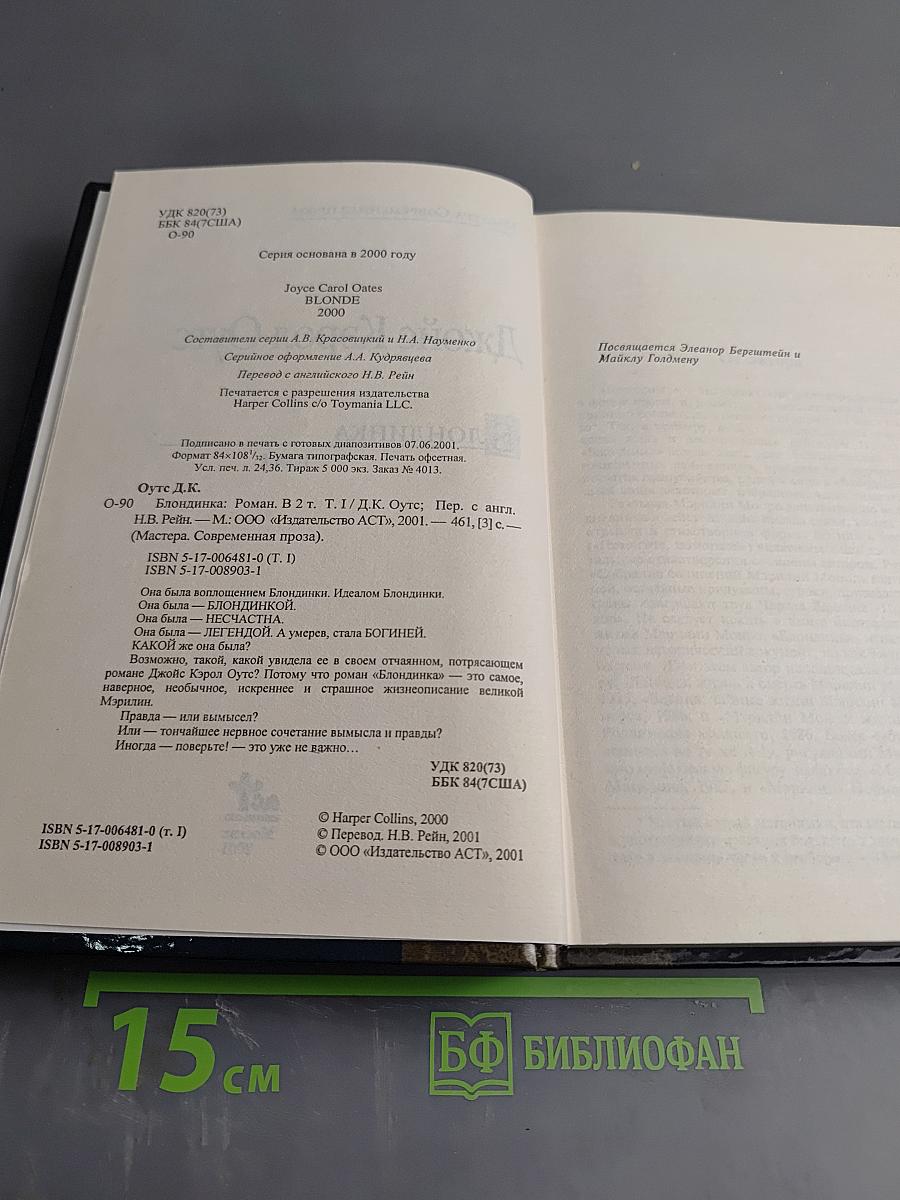 УДК 820(73)
ББК 84(7США)
О-90
Серия основана в 2000 году
Joyce Carol Oates
BLONDE
2000
Составители серии А.В. Красовицкий и Н.А. Науменко
Серийное оформление А.А. Кудрявцева
Перевод с английского Н.В. Рейн
Печатается с разрешения издательства
Harper Collins c/o Toymania LLC.
Подписано в печать с готовых диапозитивов 07.06.2001.
Формат 84×108 1/32. Бумага типографская. Печать офсетная.
Усл. печ. л. 24,36. Тираж 5 000 экз. Заказ № 4013.
Оутс Д.К.
О-90 Блондинка: Роман. В 2 т. Т. I / Д.К. Оутс; Пер. с англ.
Н.В. Рейн. — М.: ООО «Издательство АСТ», 2001. — 461, [3] с. —
(Мастера. Современная проза).
ISBN 5-17-006481-0 (Т. I)
ISBN 5-17-008903-1
Она была воплощением Блондинки. Идеалом Блондинки.
Она была — БЛОНДИНКОЙ.
Она была — НЕСЧАСТНА.
Она была — ЛЕГЕНДОЙ. А умерев, стала БОГИНЕЙ.
КАКОЙ же она была?
Возможно, такой, какой увидела ее в своем отчаянном, потрясающем
романе Джойс Кэрол Оутс? Потому что роман «Блондинка» — это самое,
наверное, необычное, искреннее и страшное жизнеописание великой
Мэрилин.
Правда — или вымысел?
Или — тончайшее нервное сочетание вымысла и правды?
Иногда — поверьте! — это уже не важно...
УДК 820(73)
ББК 84(7США)
ISBN 5-17-006481-0 (т. I)
ISBN 5-17-008903-1
© Harper Collins, 2000
© Перевод. Н.В. Рейн, 2001
© ООО «Издательство АСТ», 2001
Посвящается Элеанор Бергштейн и
Майклу Голдмену
15 см
БФ БИБЛИОФАН